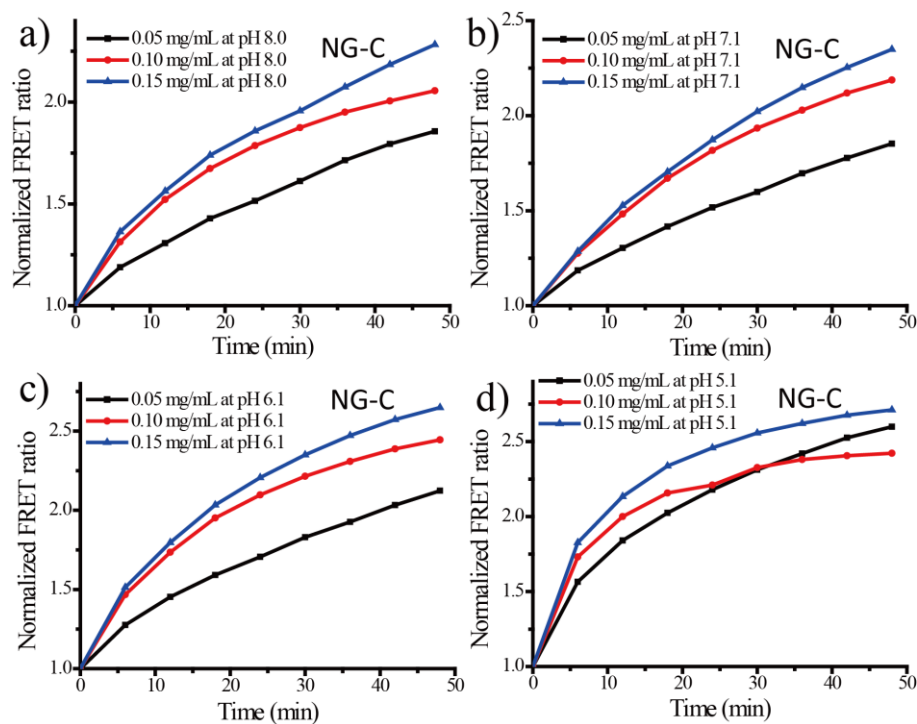 a)
0.05 mg/mL at pH 8.0
0.10 mg/mL at pH 8.0
0.15 mg/mL at pH 8.0
NG-C
Normalized FRET ratio
2.0
1.5
1.0
0 10 20 30 40 50
Time (min)
b)
0.05 mg/mL at pH 7.1
0.10 mg/mL at pH 7.1
0.15 mg/mL at pH 7.1
NG-C
Normalized FRET ratio
2.5
2.0
1.5
1.0
0 10 20 30 40 50
Time (min)
c)
0.05 mg/mL at pH 6.1
0.10 mg/mL at pH 6.1
0.15 mg/mL at pH 6.1
NG-C
Normalized FRET ratio
2.5
2.0
1.5
1.0
0 10 20 30 40 50
Time (min)
d)
0.05 mg/mL at pH 5.1
0.10 mg/mL at pH 5.1
0.15 mg/mL at pH 5.1
NG-C
Normalized FRET ratio
2.5
2.0
1.5
1.0
0 10 20 30 40 50
Time (min)